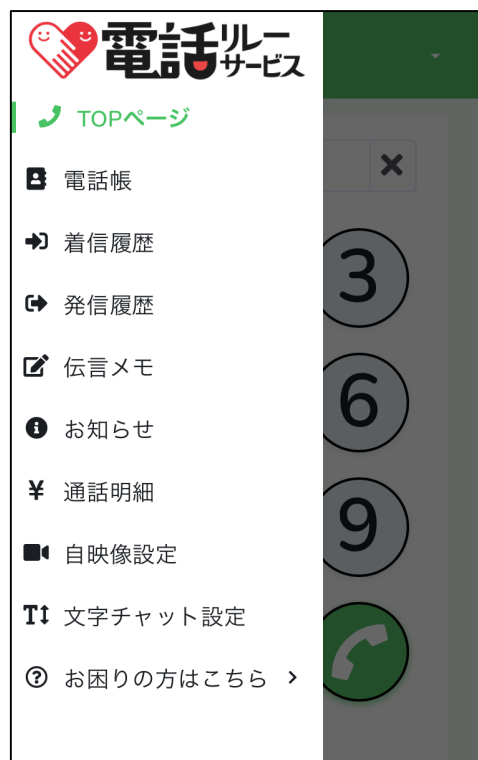 電話リレーサービス
TOPページ
電話帳
着信履歴
発信履歴
伝言メモ
お知らせ
¥ 通話明細
自映像設定
文字チャット設定
お困りの方はこちら
3
6
9